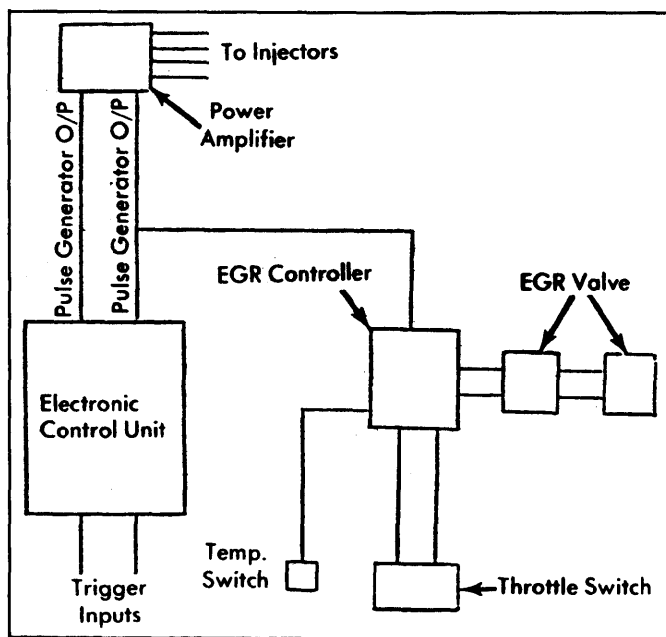 To Injectors
Power
Amplifier
Pulse Generator O/P
Pulse Generator O/P
EGR Controller
EGR Valve
Electronic
Control Unit
Temp.
Switch
Throttle Switch
Trigger
Inputs